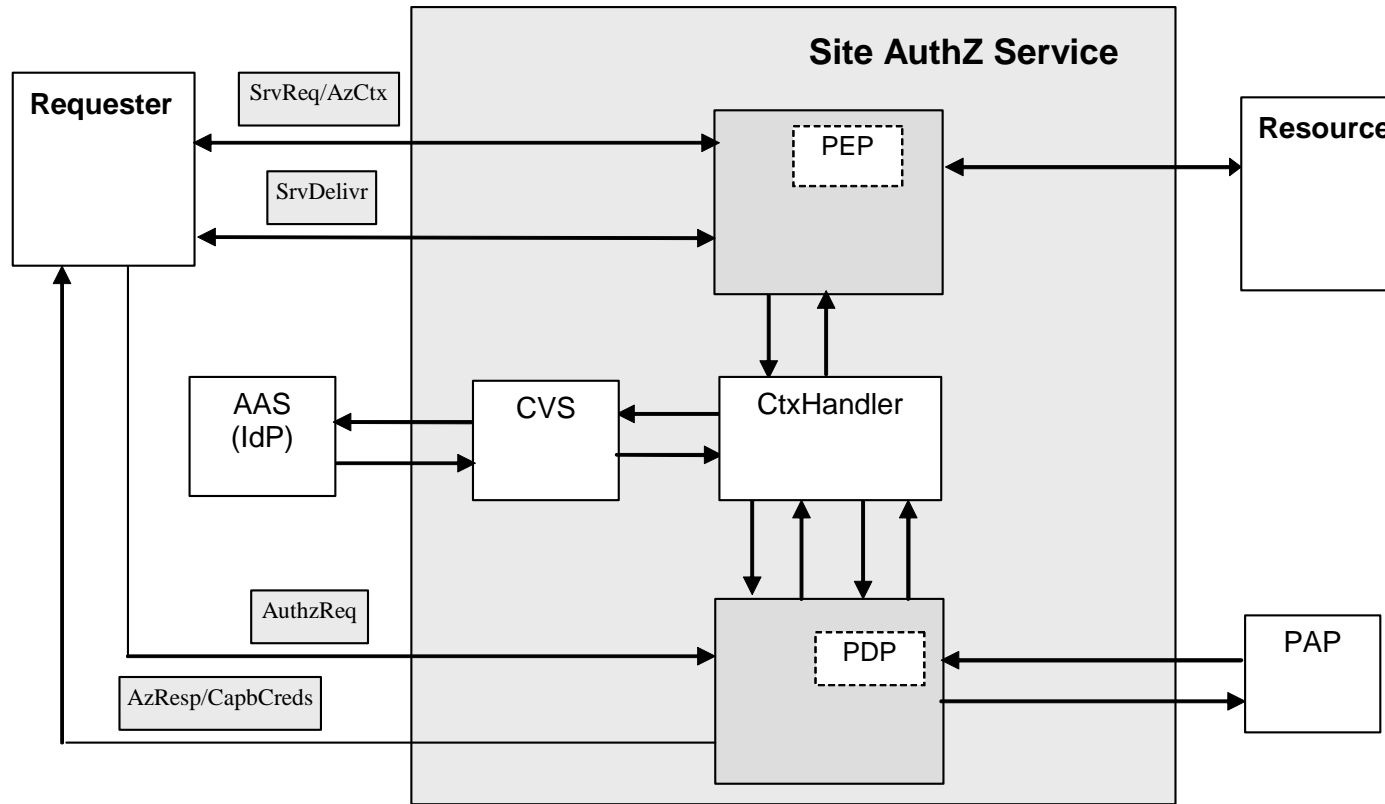 Site AuthZ Service
Requester
SrvReq/AzCtx
PEP
Resource
SrvDelivr
AAS
(IdP)
CVS
CtxHandler
AuthzReq
PDP
PAP
AzResp/CapbCreds